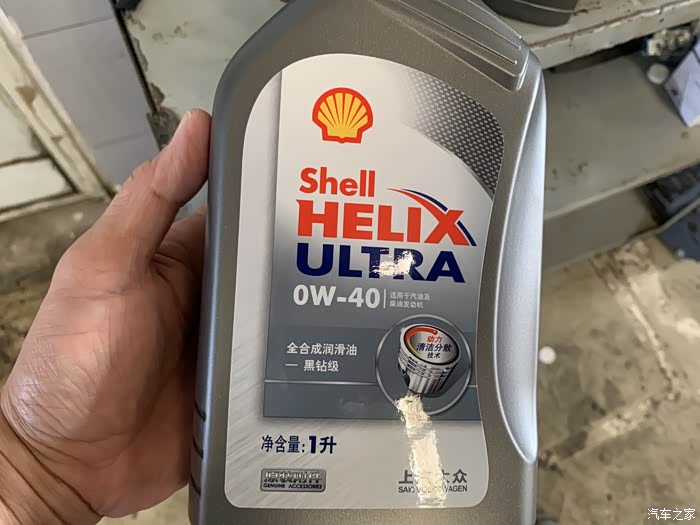 Shell
HELIX
ULTRA
0W-40
适用于汽油及
柴油发动机
动力
清洁分散
技术
全合成润滑油
—黑钻级
净含量:1升
原装附件
GENUINE ACCESSORIES
上汽大众
SAIC VOLKSWAGEN
汽车之家